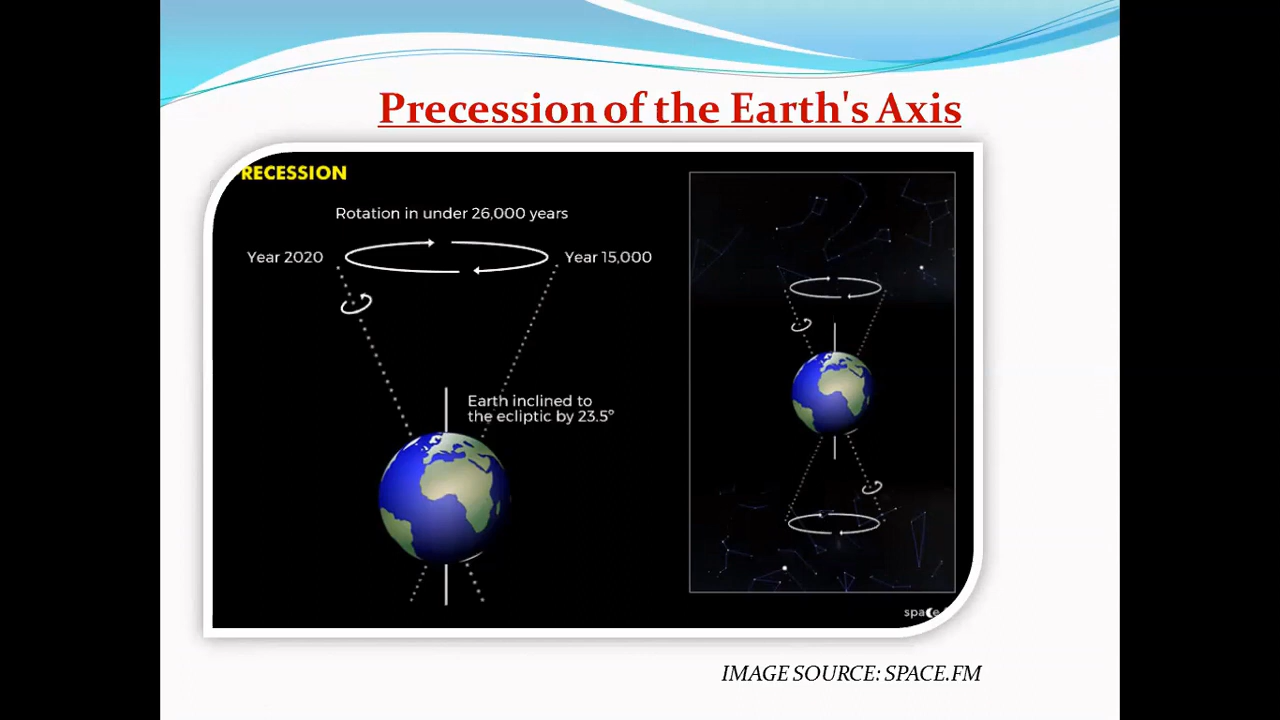 Precession of the Earth's Axis
RECESSION
Rotation in under 26,000 years
Year 2020
Year 15,000
Earth inclined to
the ecliptic by 23.5°
space
IMAGE SOURCE: SPACE.FM